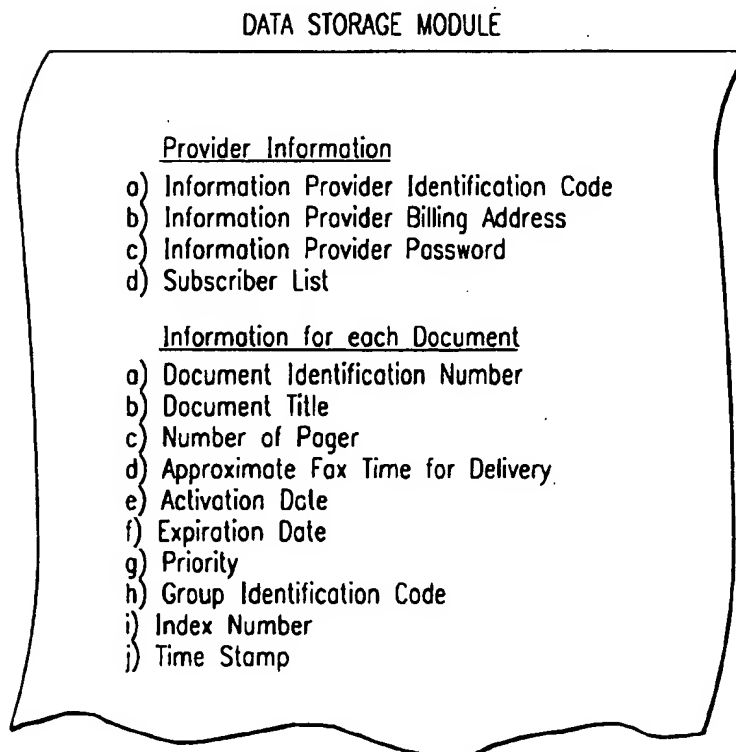 DATA STORAGE MODULE
Provider Information
a) Information Provider Identification Code
b) Information Provider Billing Address
c) Information Provider Password
d) Subscriber List
Information for each Document
a) Document Identification Number
b) Document Title
c) Number of Pager
d) Approximate Fax Time for Delivery
e) Activation Date
f) Expiration Date
g) Priority
h) Group Identification Code
i) Index Number
j) Time Stamp